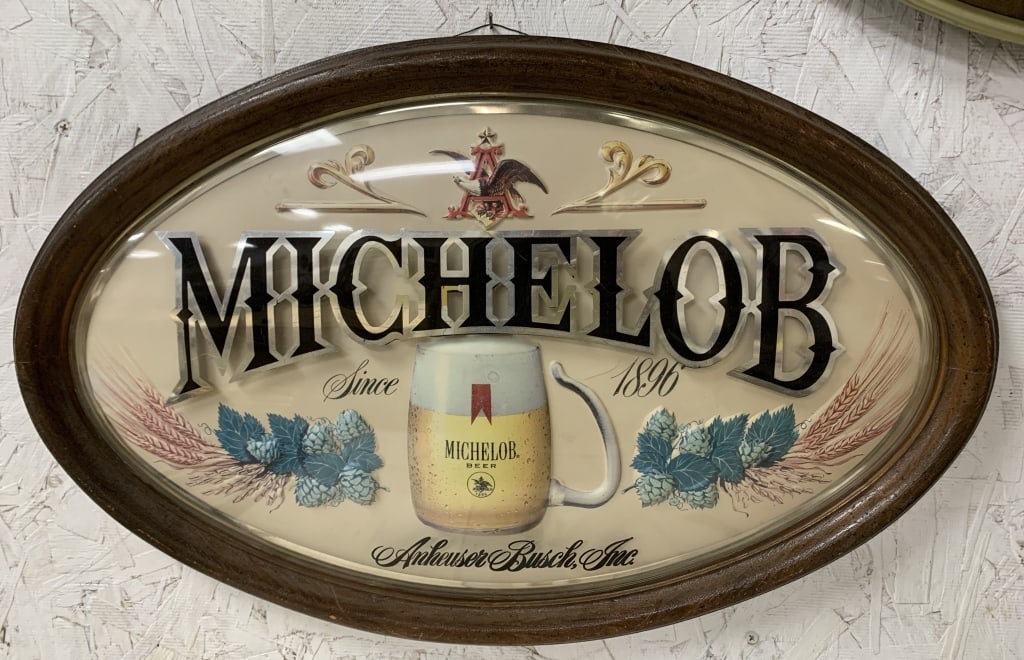 A
MICHELOB
Since 1896
MICHELOB®
BEER
Anheuser-Busch, Inc.